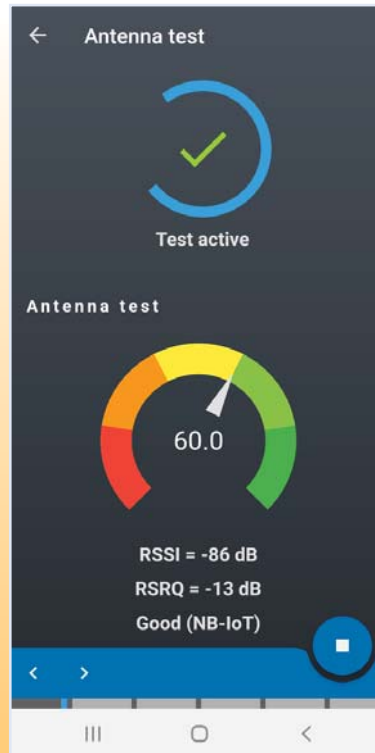 Antenna test
Test active
Antenna test
60.0
RSSI = -86 dB
RSRQ = -13 dB
Good (NB-IoT)